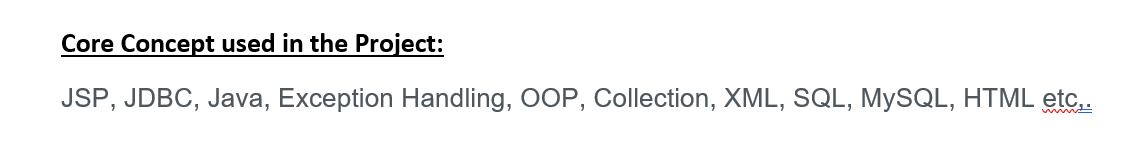 Core Concept used in the Project:
JSP, JDBC, Java, Exception Handling, OOP, Collection, XML, SQL, MySQL, HTML etc,.